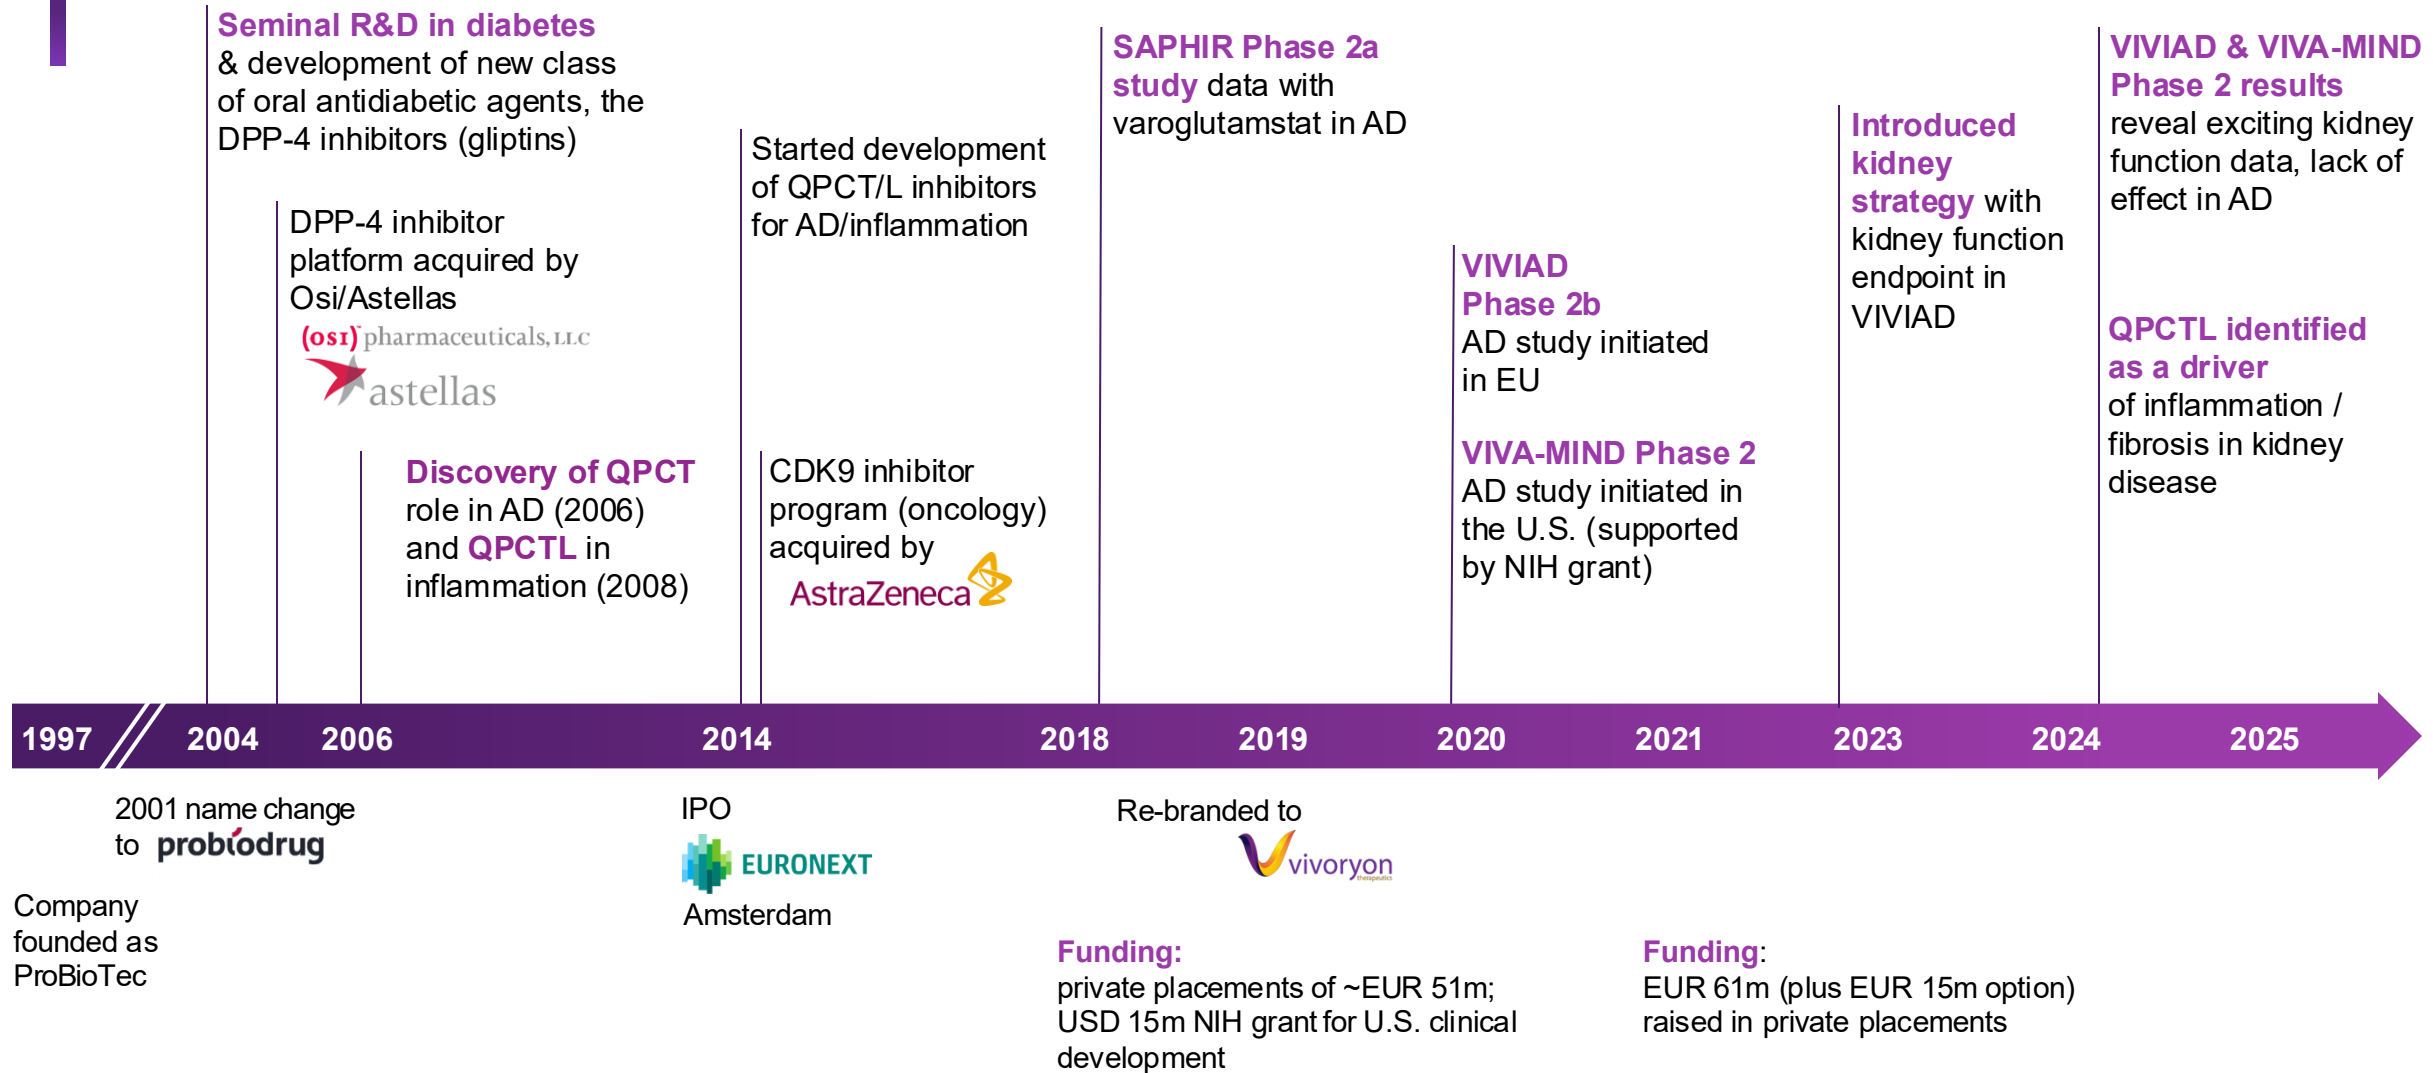 Seminal R&D in diabetes
& development of new class
of oral antidiabetic agents, the
DPP-4 inhibitors (gliptins)
DPP-4 inhibitor
platform acquired by
Osi/Astellas
(osi)™ pharmaceuticals, LLC
astellas
Discovery of QPCT
role in AD (2006)
and QPCTL in
inflammation (2008)
Started development
of QPCT/L inhibitors
for AD/inflammation
CDK9 inhibitor
program (oncology)
acquired by
AstraZeneca
SAPHIR Phase 2a
study data with
varoglutamstat in AD
VIVIAD
Phase 2b
AD study initiated
in EU
VIVA-MIND Phase 2
AD study initiated in
the U.S. (supported
by NIH grant)
Introduced
kidney
strategy with
kidney function
endpoint in
VIVIAD
VIVIAD & VIVA-MIND
Phase 2 results
reveal exciting kidney
function data, lack of
effect in AD
QPCTL identified
as a driver
of inflammation /
fibrosis in kidney
disease
1997 2004 2006 2014 2018 2019 2020 2021 2023 2024 2025
2001 name change
to probiodrug
Company
founded as
ProBioTec
IPO
EURONEXT
Amsterdam
Re-branded to
vivoryon
therapeutics
Funding:
private placements of ~EUR 51m;
USD 15m NIH grant for U.S. clinical
development
Funding:
EUR 61m (plus EUR 15m option)
raised in private placements